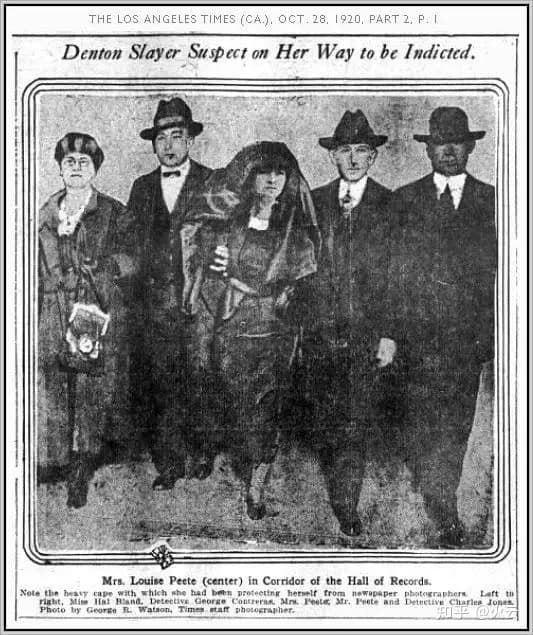 THE LOS ANGELES TIMES (CA.), OCT. 28, 1920, PART 2, P. 1
Denton Slayer Suspect on Her Way to be Indicted.
Mrs. Louise Peete (center) in Corridor of the Hall of Records.
Note the heavy cape with which she had been protecting herself from newspaper photographers. Left to
right, Miss Hal Bland, Detective George Contreras, Mrs. Peete, Mr. Peete and Detective Charles Jones.
Photo by George R. Watson, Times staff photographer.
知乎